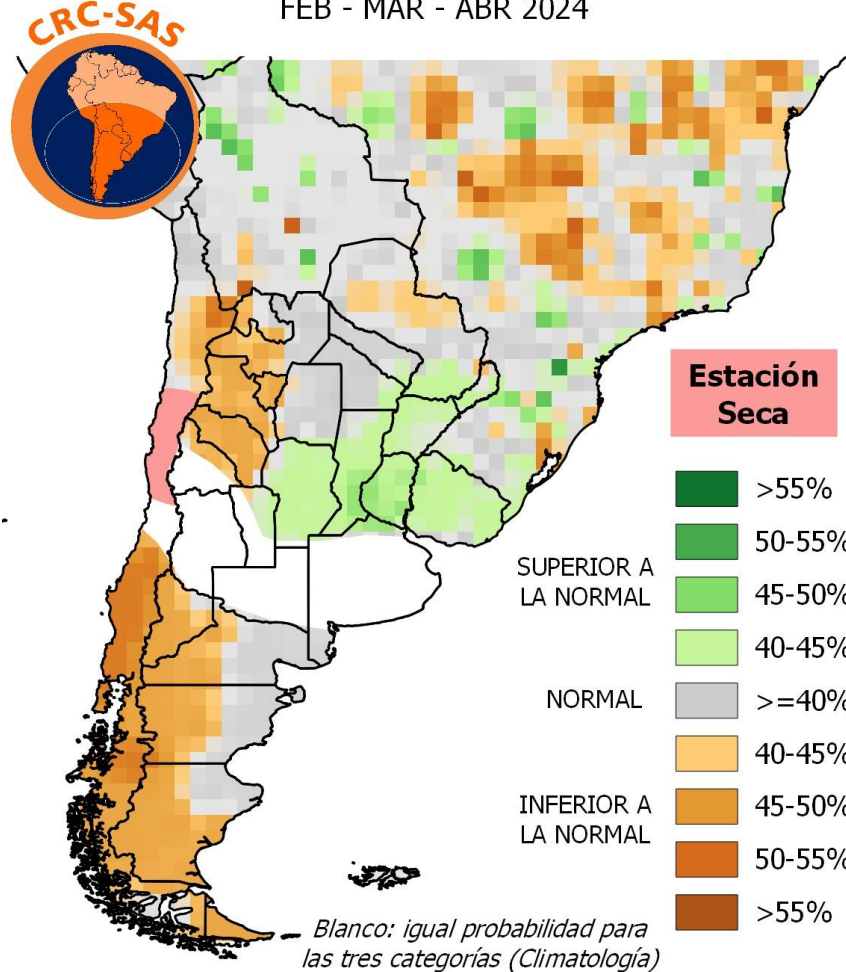 FEB - MAR - ABR 2024
CRC-SAS
Estación
Seca
>55%
50-55%
SUPERIOR A
LA NORMAL
45-50%
40-45%
NORMAL
>=40%
40-45%
INFERIOR A
LA NORMAL
45-50%
50-55%
>55%
Blanco: igual probabilidad para
las tres categorías (Climatología)